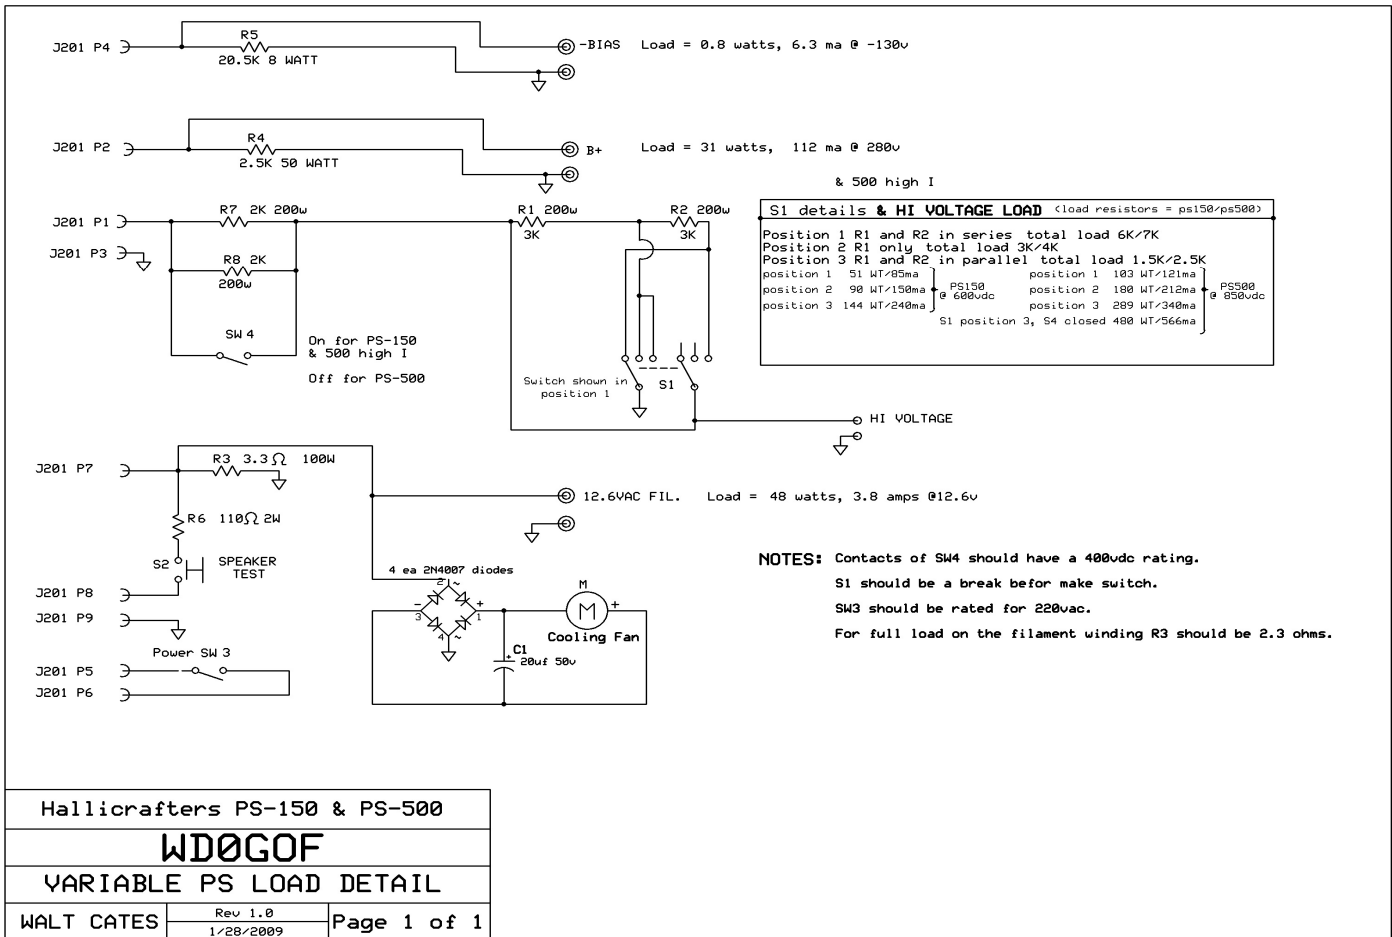 J201 P4
R5
20.5K 8 WATT
-BIAS Load = 0.8 watts, 6.3 ma @ -130v
J201 P2
R4
2.5K 50 WATT
B+ Load = 31 watts, 112 ma @ 280v
& 500 high I
J201 P1
R7 2K 200w
R1 200w
3K
R2 200w
3K
J201 P3
R8 2K
200w
SW 4
On for PS-150
& 500 high I
Off for PS-500
S1 details & HI VOLTAGE LOAD (load resistors = ps150/ps500)
Position 1 R1 and R2 in series total load 6K/7K
Position 2 R1 only total load 3K/4K
Position 3 R1 and R2 in parallel total load 1.5K/2.5K
position 1 51 WT/85ma
position 2 90 WT/150ma
position 3 144 WT/240ma
PS150
@ 600vdc
position 1 103 WT/121ma
position 2 180 WT/212ma
position 3 289 WT/340ma
S1 position 3, S4 closed 480 WT/566ma
PS500
@ 850vdc
Switch shown in
position 1
S1
HI VOLTAGE
J201 P7
R3 3.3Ω 100W
12.6VAC FIL. Load = 48 watts, 3.8 amps @12.6v
R6 110Ω 2W
S2
SPEAKER
TEST
J201 P8
J201 P9
Power SW 3
J201 P5
J201 P6
4 ea 2N4007 diodes
2 ~
- +
3 1
4 ~
M
M +
Cooling Fan
C1
+
20uf 50v
NOTES: Contacts of SW4 should have a 400vdc rating.
S1 should be a break befor make switch.
SW3 should be rated for 220vac.
For full load on the filament winding R3 should be 2.3 ohms.
Hallicrafters PS-150 & PS-500
WD0GOF
VARIABLE PS LOAD DETAIL
WALT CATES
Rev 1.0
1/28/2009
Page 1 of 1